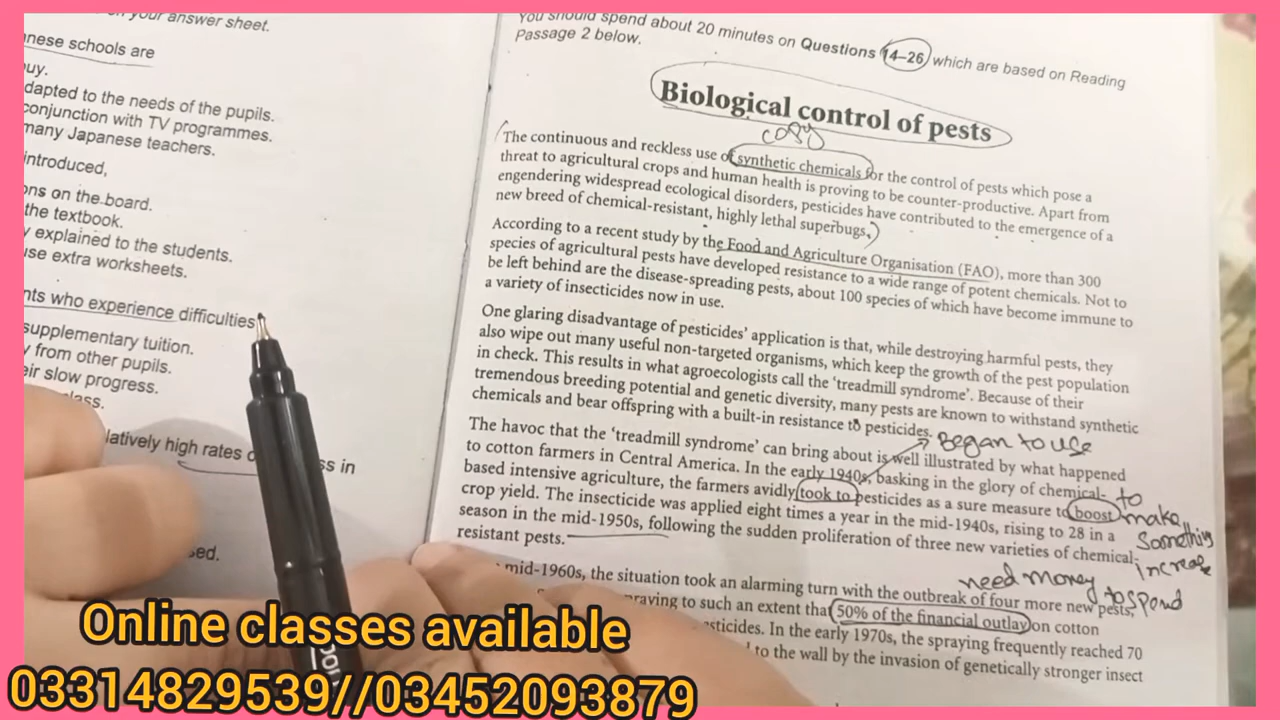 your answer sheet.
nese schools are
uy.
dapted to the needs of the pupils.
conjunction with TV programmes.
many Japanese teachers.
introduced,
ons on the board.
the textbook.
explained to the students.
use extra worksheets.
nts who experience difficulties
supplementary tuition.
from other pupils.
eir slow progress.
lass.
latively high rates
ss in
sed.
You should spend about 20 minutes on Questions 14–26 which are based on Reading
Passage 2 below.
Biological control of pests
The continuous and reckless use of synthetic chemicals for the control of pests which pose a
threat to agricultural crops and human health is proving to be counter-productive. Apart from
engendering widespread ecological disorders, pesticides have contributed to the emergence of a
new breed of chemical-resistant, highly lethal superbugs.
According to a recent study by the Food and Agriculture Organisation (FAO), more than 300
species of agricultural pests have developed resistance to a wide range of potent chemicals. Not to
be left behind are the disease-spreading pests, about 100 species of which have become immune to
a variety of insecticides now in use.
One glaring disadvantage of pesticides' application is that, while destroying harmful pests, they
also wipe out many useful non-targeted organisms, which keep the growth of the pest population
in check. This results in what agroecologists call the 'treadmill syndrome'. Because of their
tremendous breeding potential and genetic diversity, many pests are known to withstand synthetic
chemicals and bear offspring with a built-in resistance to pesticides.
Began to use
The havoc that the 'treadmill syndrome' can bring about is well illustrated by what happened
to cotton farmers in Central America. In the early 1940s, basking in the glory of chemical-
based intensive agriculture, the farmers avidly took to pesticides as a sure measure to boost
to make
Something
increase
crop yield. The insecticide was applied eight times a year in the mid-1940s, rising to 28 in a
season in the mid-1950s, following the sudden proliferation of three new varieties of chemical-
resistant pests.
need money to spend
mid-1960s, the situation took an alarming turn with the outbreak of four more new pests,
praying to such an extent that 50% of the financial outlay on cotton
sticides. In the early 1970s, the spraying frequently reached 70
to the wall by the invasion of genetically stronger insect
Online classes available
03314829539//03452093879